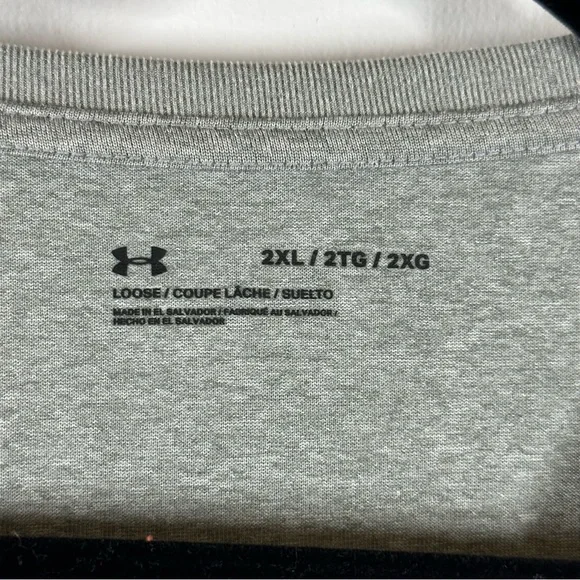 2XL / 2TG / 2XG
LOOSE / COUPE LÂCHE / SUELTO
MADE IN EL SALVADOR / FABRIQUÉ AU SALVADOR /
HECHO EN EL SALVADOR